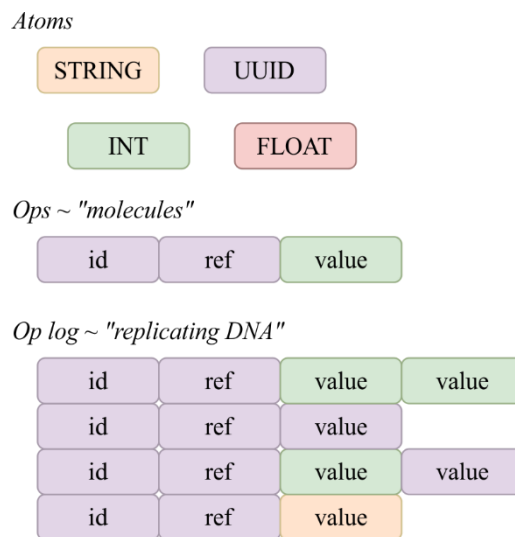 Atoms
STRING UUID
INT FLOAT
Ops ~ "molecules"
id ref value
Op log ~ "replicating DNA"
id ref value value
id ref value
id ref value value
id ref value